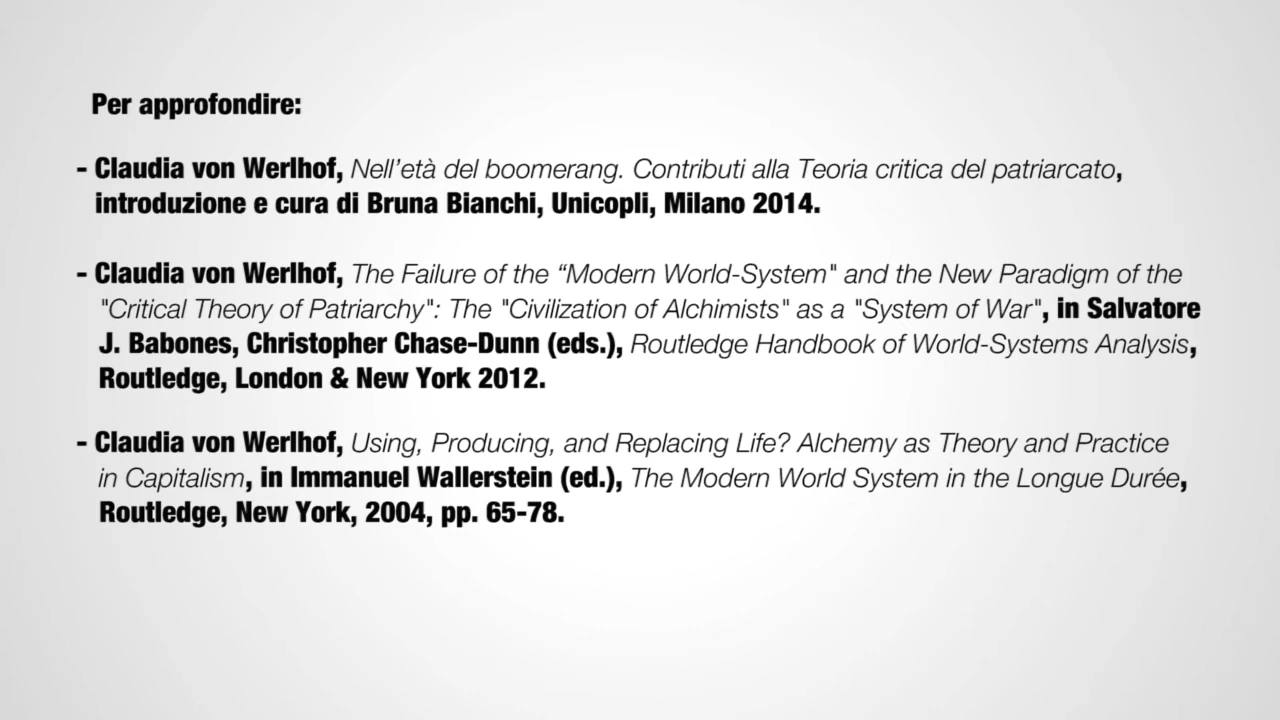 Per approfondire:
- Claudia von Werlhof, Nell’età del boomerang. Contributi alla Teoria critica del patriarcato,
introduzione e cura di Bruna Bianchi, Unicopli, Milano 2014.
- Claudia von Werlhof, The Failure of the “Modern World-System" and the New Paradigm of the
"Critical Theory of Patriarchy": The "Civilization of Alchimists" as a "System of War", in Salvatore
J. Babones, Christopher Chase-Dunn (eds.), Routledge Handbook of World-Systems Analysis,
Routledge, London & New York 2012.
- Claudia von Werlhof, Using, Producing, and Replacing Life? Alchemy as Theory and Practice
in Capitalism, in Immanuel Wallerstein (ed.), The Modern World System in the Longue Durée,
Routledge, New York, 2004, pp. 65-78.